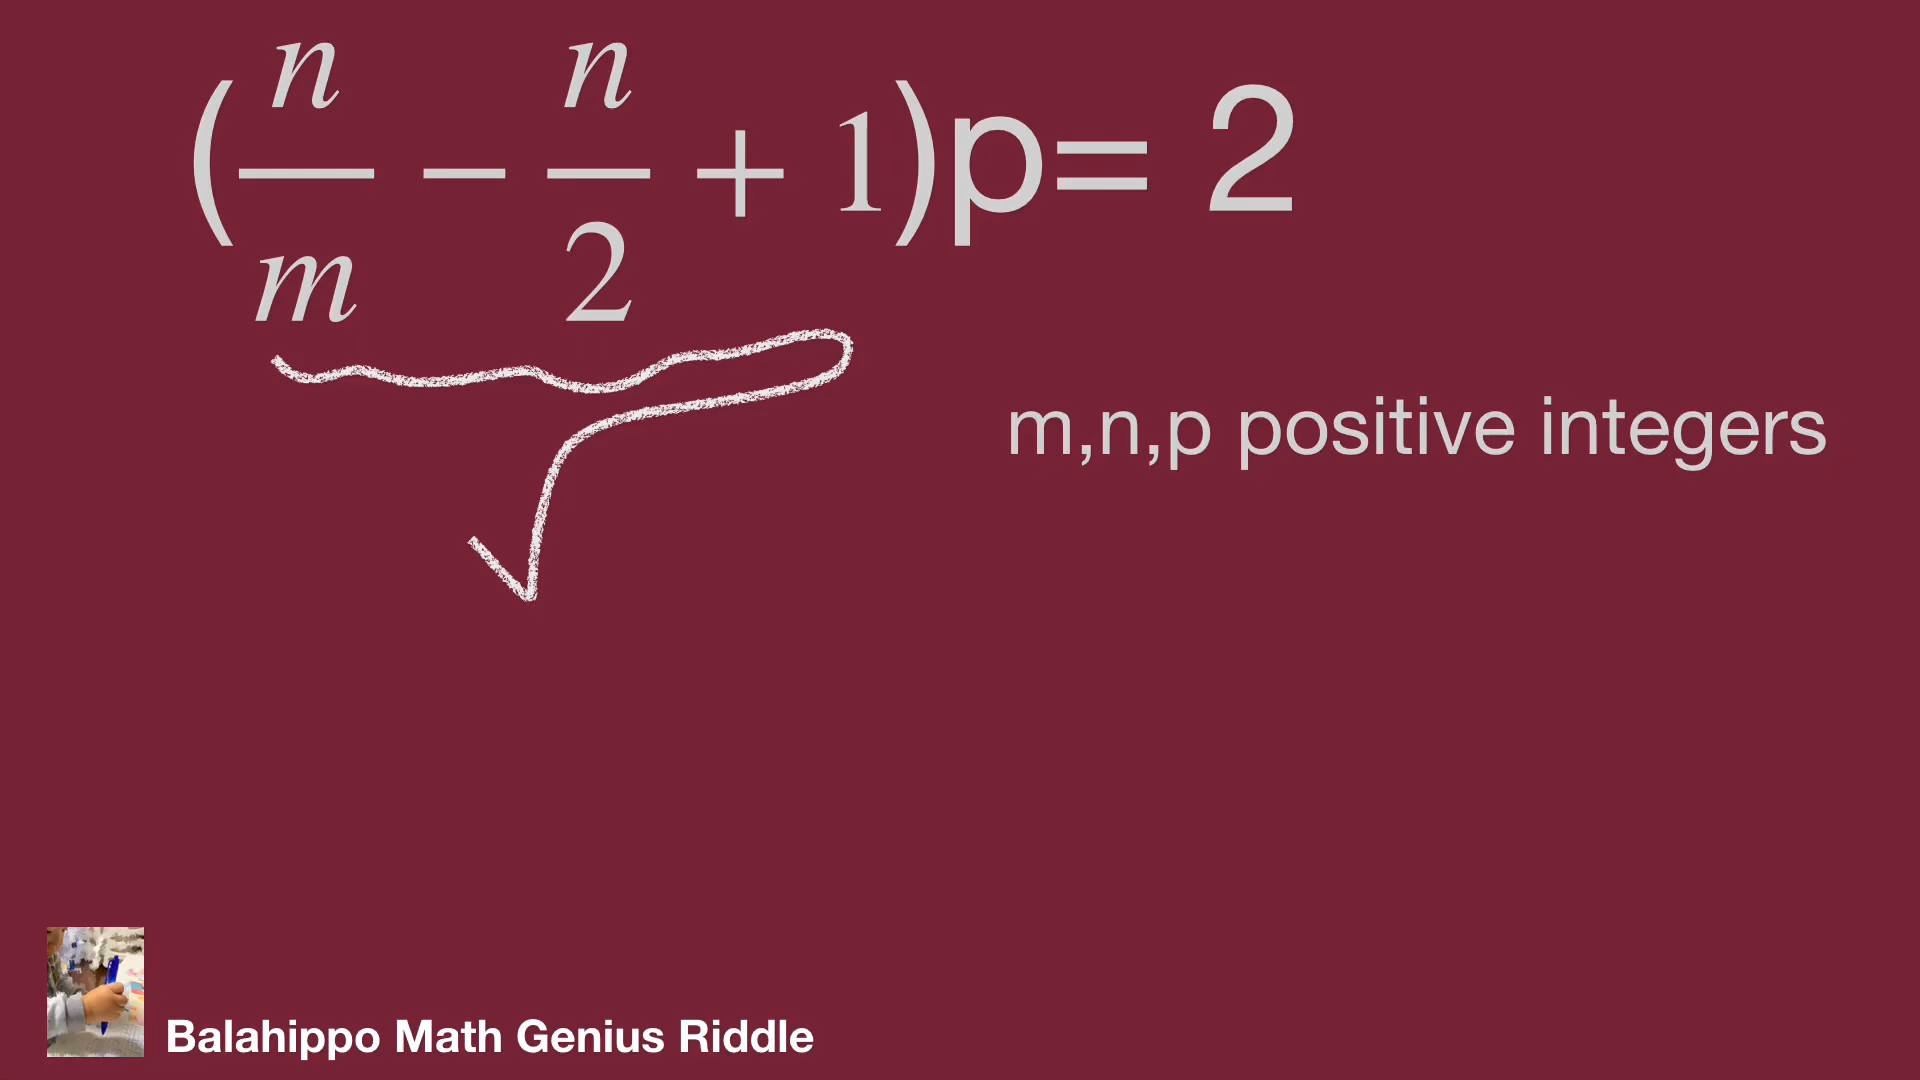 (n/m − n/2 + 1)p= 2
m,n,p positive integers
Balahippo Math Genius Riddle